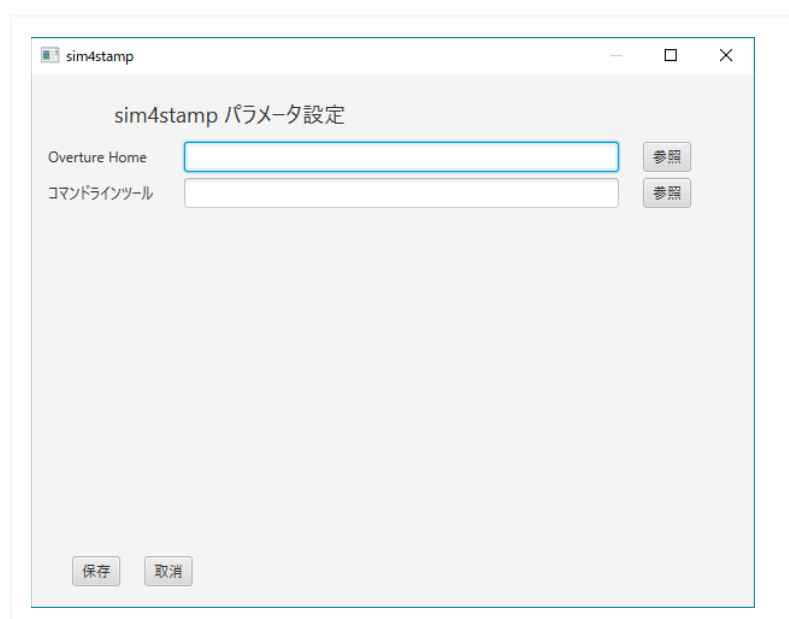 sim4stamp
sim4stamp パラメータ設定
Overture Home
参照
コマンドラインツール
参照
保存
取消